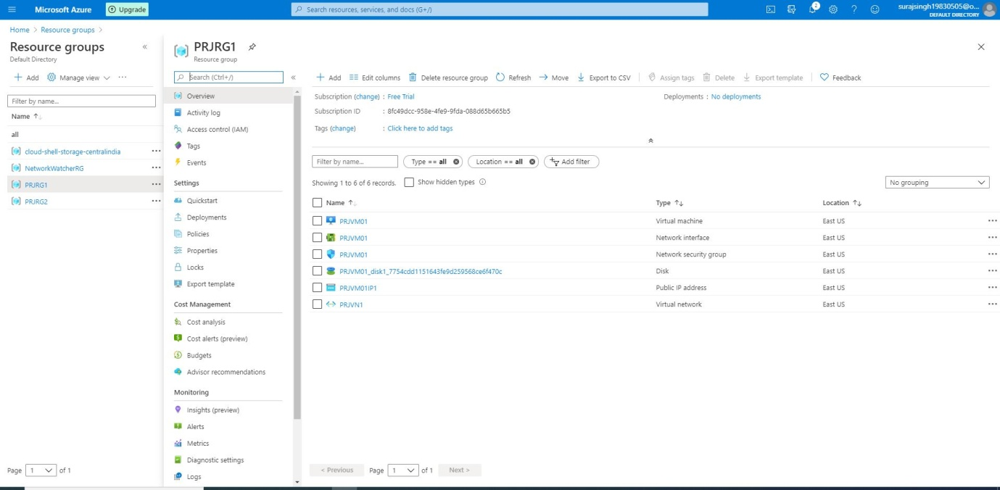 Microsoft Azure
Upgrade
Search resources, services, and docs (G+/)
2
surajsingh19830505@o...
DEFAULT DIRECTORY
Home > Resource groups >
Resource groups
Default Directory
«
+ Add
Manage view
...
Filter by name...
Name ↑↓
all
cloud-shell-storage-centralindia ...
NetworkWatcherRG ...
PRJRG1 ...
PRJRG2 ...
Page 1 of 1
PRJRG1
Resource group
Search (Ctrl+/)
«
Overview
Activity log
Access control (IAM)
Tags
Events
Settings
Quickstart
Deployments
Policies
Properties
Locks
Export template
Cost Management
Cost analysis
Cost alerts (preview)
Budgets
Advisor recommendations
Monitoring
Insights (preview)
Alerts
Metrics
Diagnostic settings
Logs
+ Add Edit columns Delete resource group Refresh Move Export to CSV Assign tags Delete Export template Feedback
Subscription (change) : Free Trial
Deployments : No deployments
Subscription ID : 8fc49dcc-958e-4fe9-9fda-088d65b665b5
Tags (change) : Click here to add tags
Filter by name... Type == all Location == all Add filter
Showing 1 to 6 of 6 records. Show hidden types
No grouping
Name ↑↓ Type ↑↓ Location ↑↓
PRJVM01 Virtual machine East US ...
PRJVM01 Network interface East US ...
PRJVM01 Network security group East US ...
PRJVM01_disk1_7754cdd1151643fe9d259568ce6f470c Disk East US ...
PRJVM01IP1 Public IP address East US ...
PRJVN1 Virtual network East US ...
< Previous Page 1 of 1 Next >